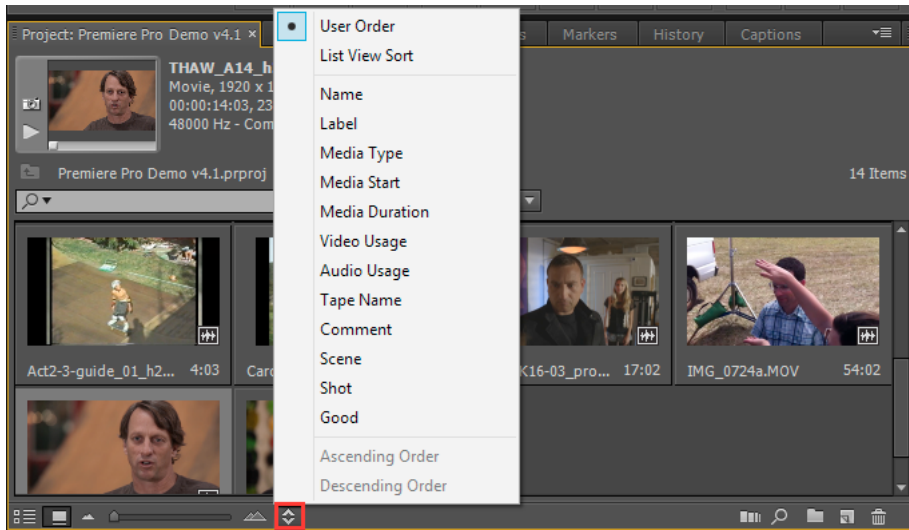 Project: Premiere Pro Demo v4.1 ×
Markers
History
Captions
THAW_A14_h
Movie, 1920 x 1
00:00:14:03, 23
48000 Hz - Com
Premiere Pro Demo v4.1.prproj
14 Items
User Order
List View Sort
Name
Label
Media Type
Media Start
Media Duration
Video Usage
Audio Usage
Tape Name
Comment
Scene
Shot
Good
Ascending Order
Descending Order
Act2-3-guide_01_h2... 4:03
Caro
K16-03_pro... 17:02
IMG_0724a.MOV 54:02